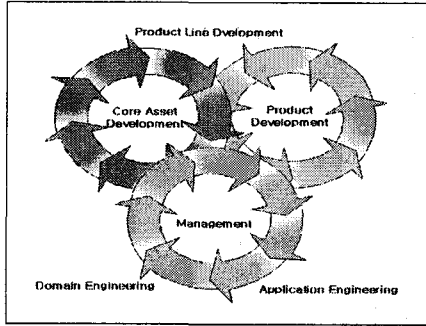 Product Line Dvelopment
Core Asset
Development
Product
Development
Management
Domain Engineering
Application Engineering